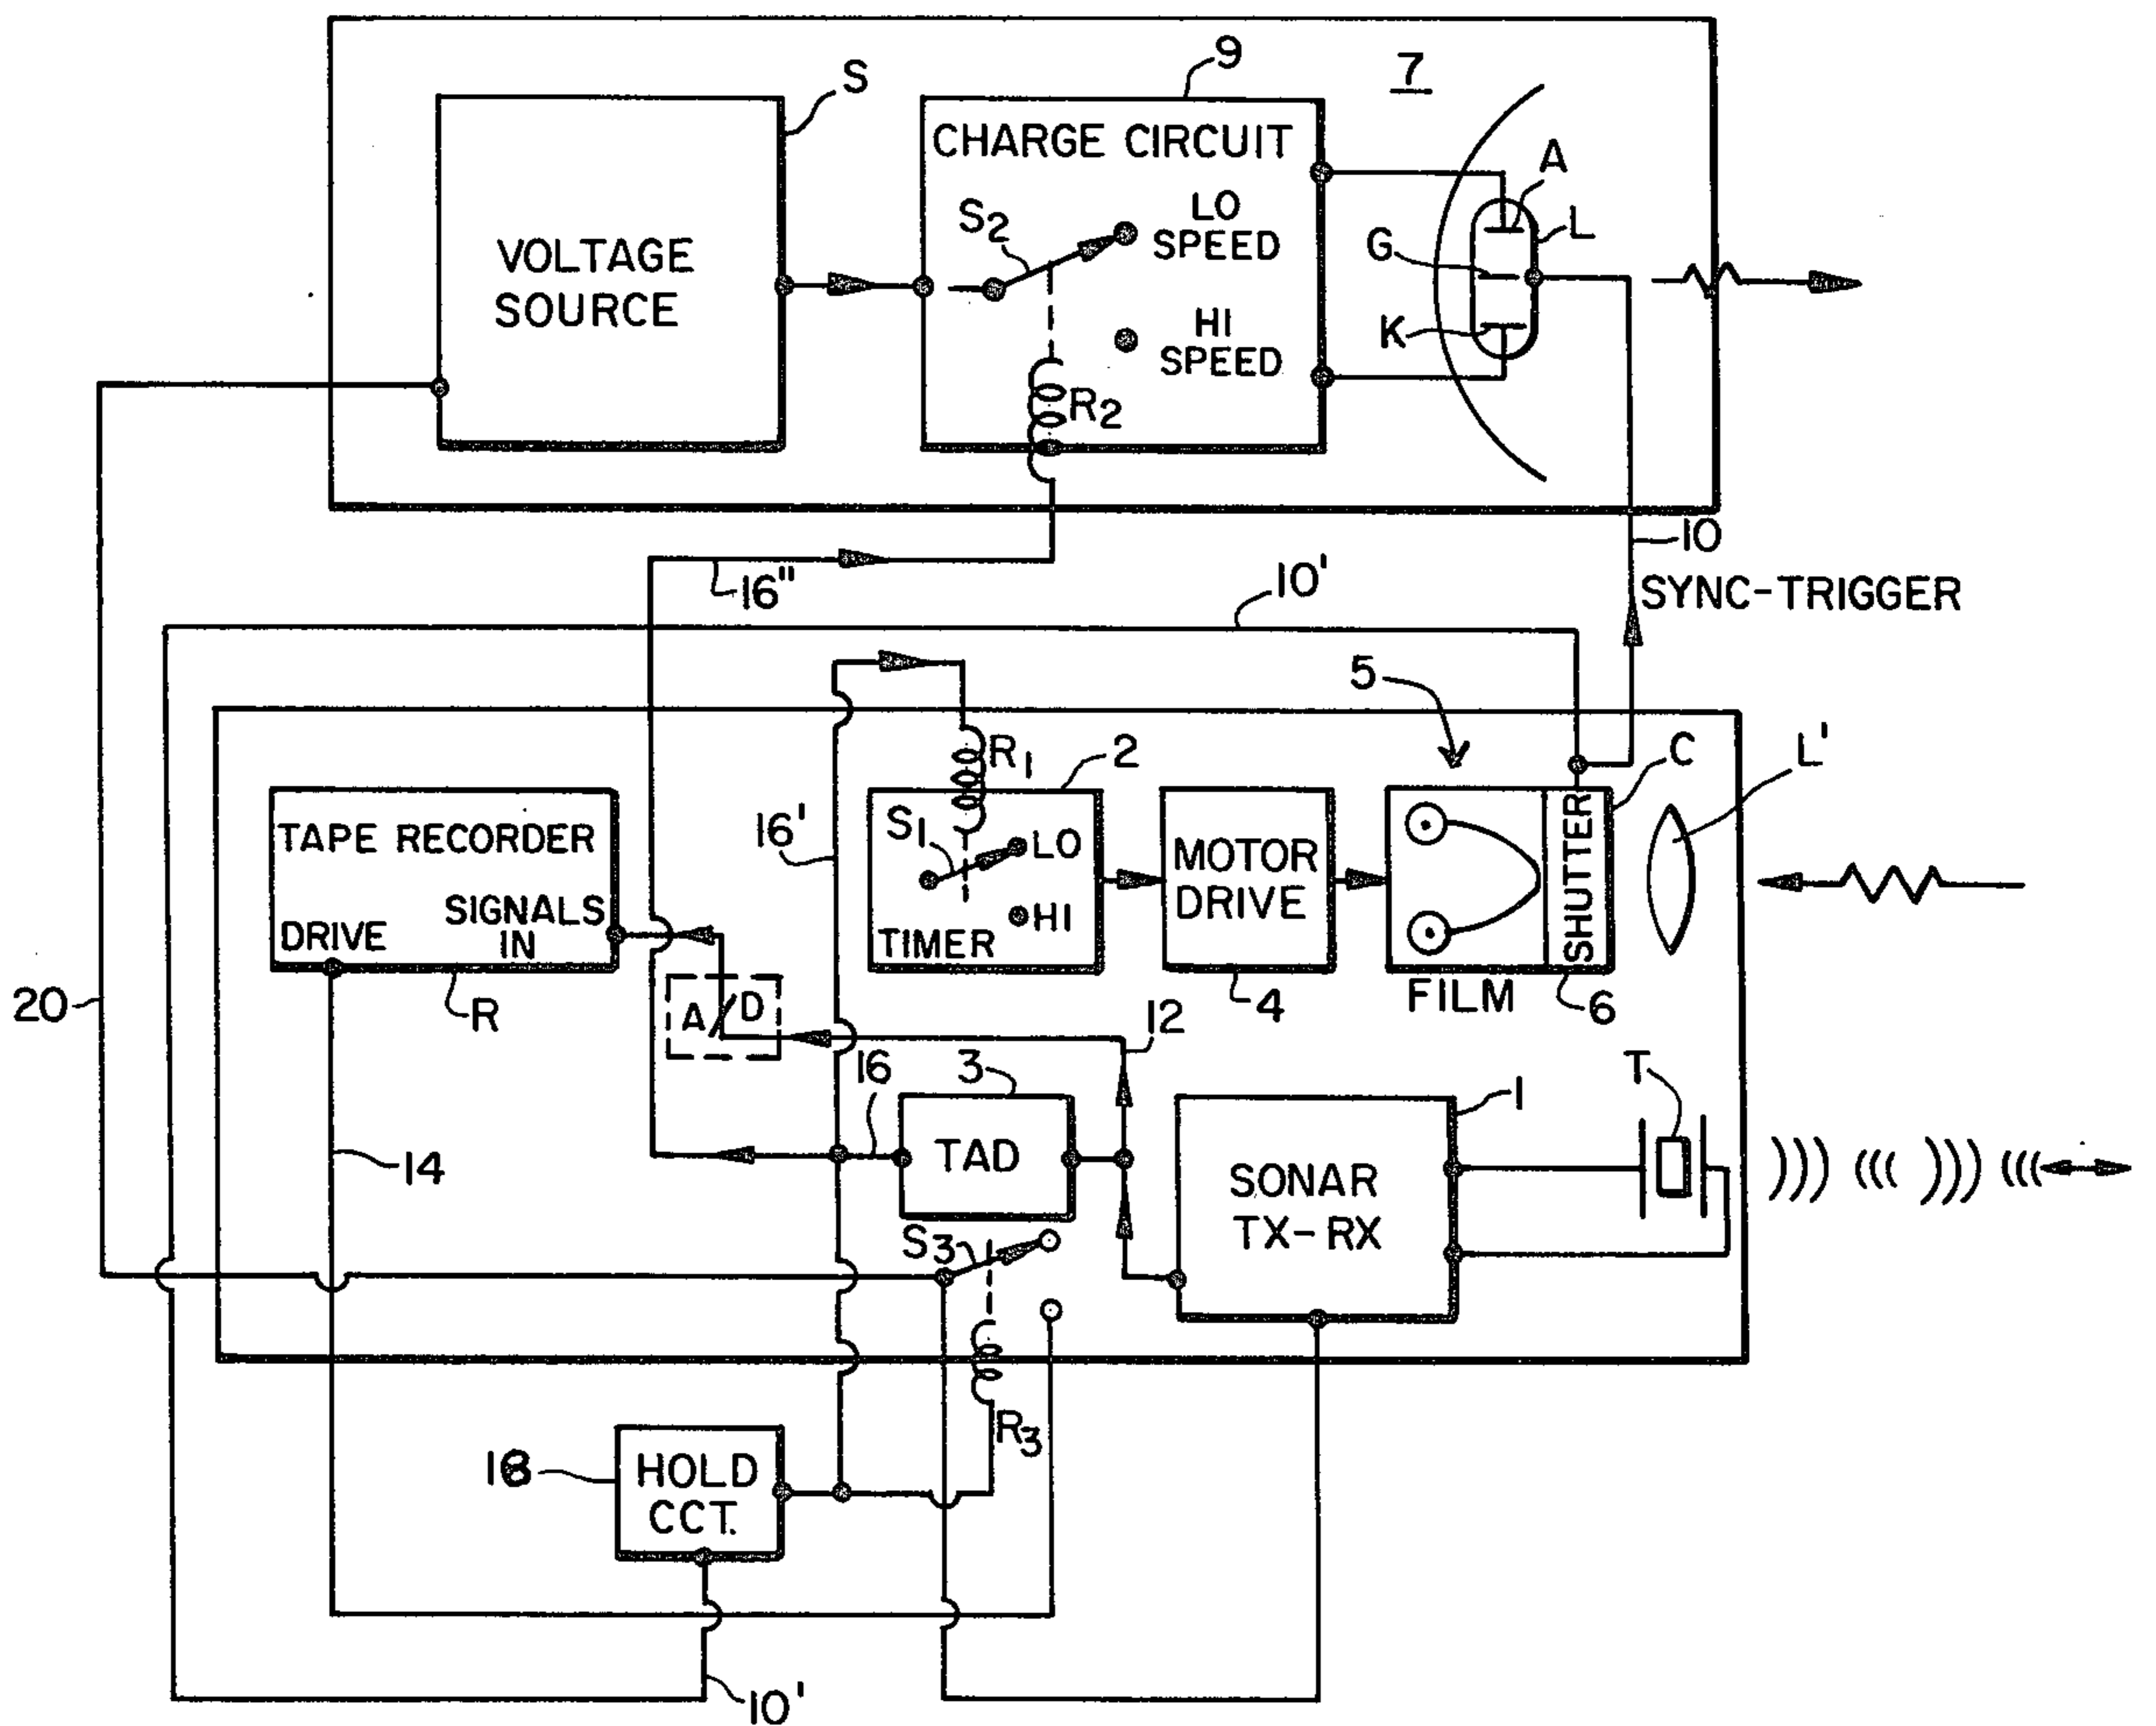 S
9
7
CHARGE CIRCUIT
A
LO
SPEED
S2
L
G
VOLTAGE
SOURCE
HI
SPEED
K
R2
10
16"
10'
SYNC-TRIGGER
5
R1
2
C
L'
16'
TAPE RECORDER
S1
LO
MOTOR
DRIVE
SHUTTER
SIGNALS
IN
DRIVE
HI
TIMER
20
R
A/D
4
FILM
6
12
16
3
T
1
14
TAD
SONAR
TX-RX
S3
R3
18
HOLD
CCT.
10'